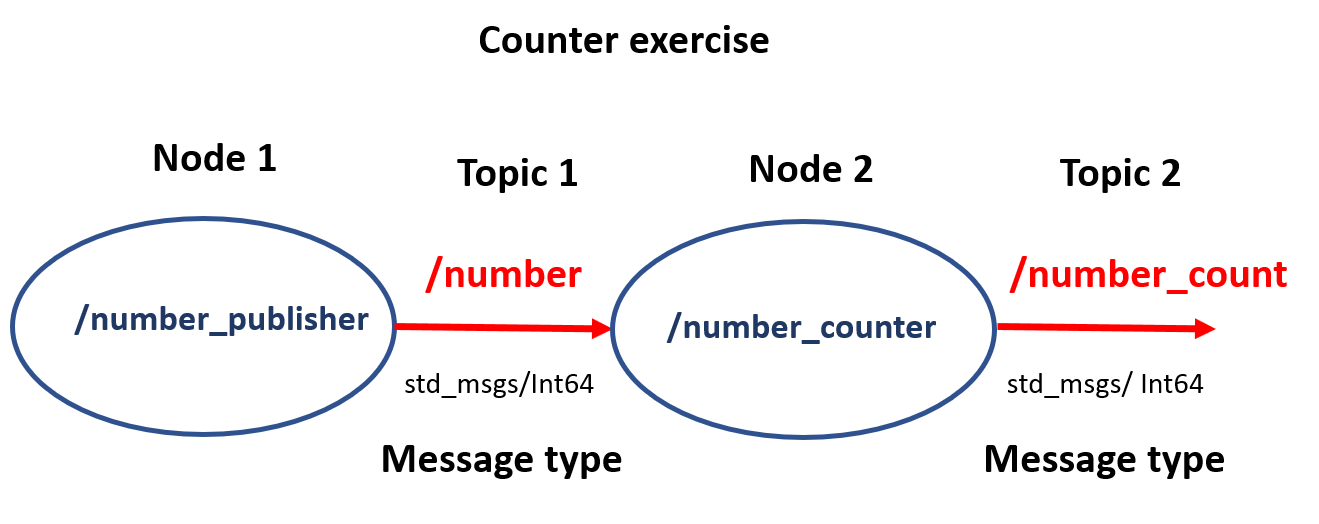 Counter exercise
Node 1
Topic 1
Node 2
Topic 2
/number
/number_count
/number_publisher
/number_counter
std_msgs/Int64
std_msgs/ Int64
Message type
Message type